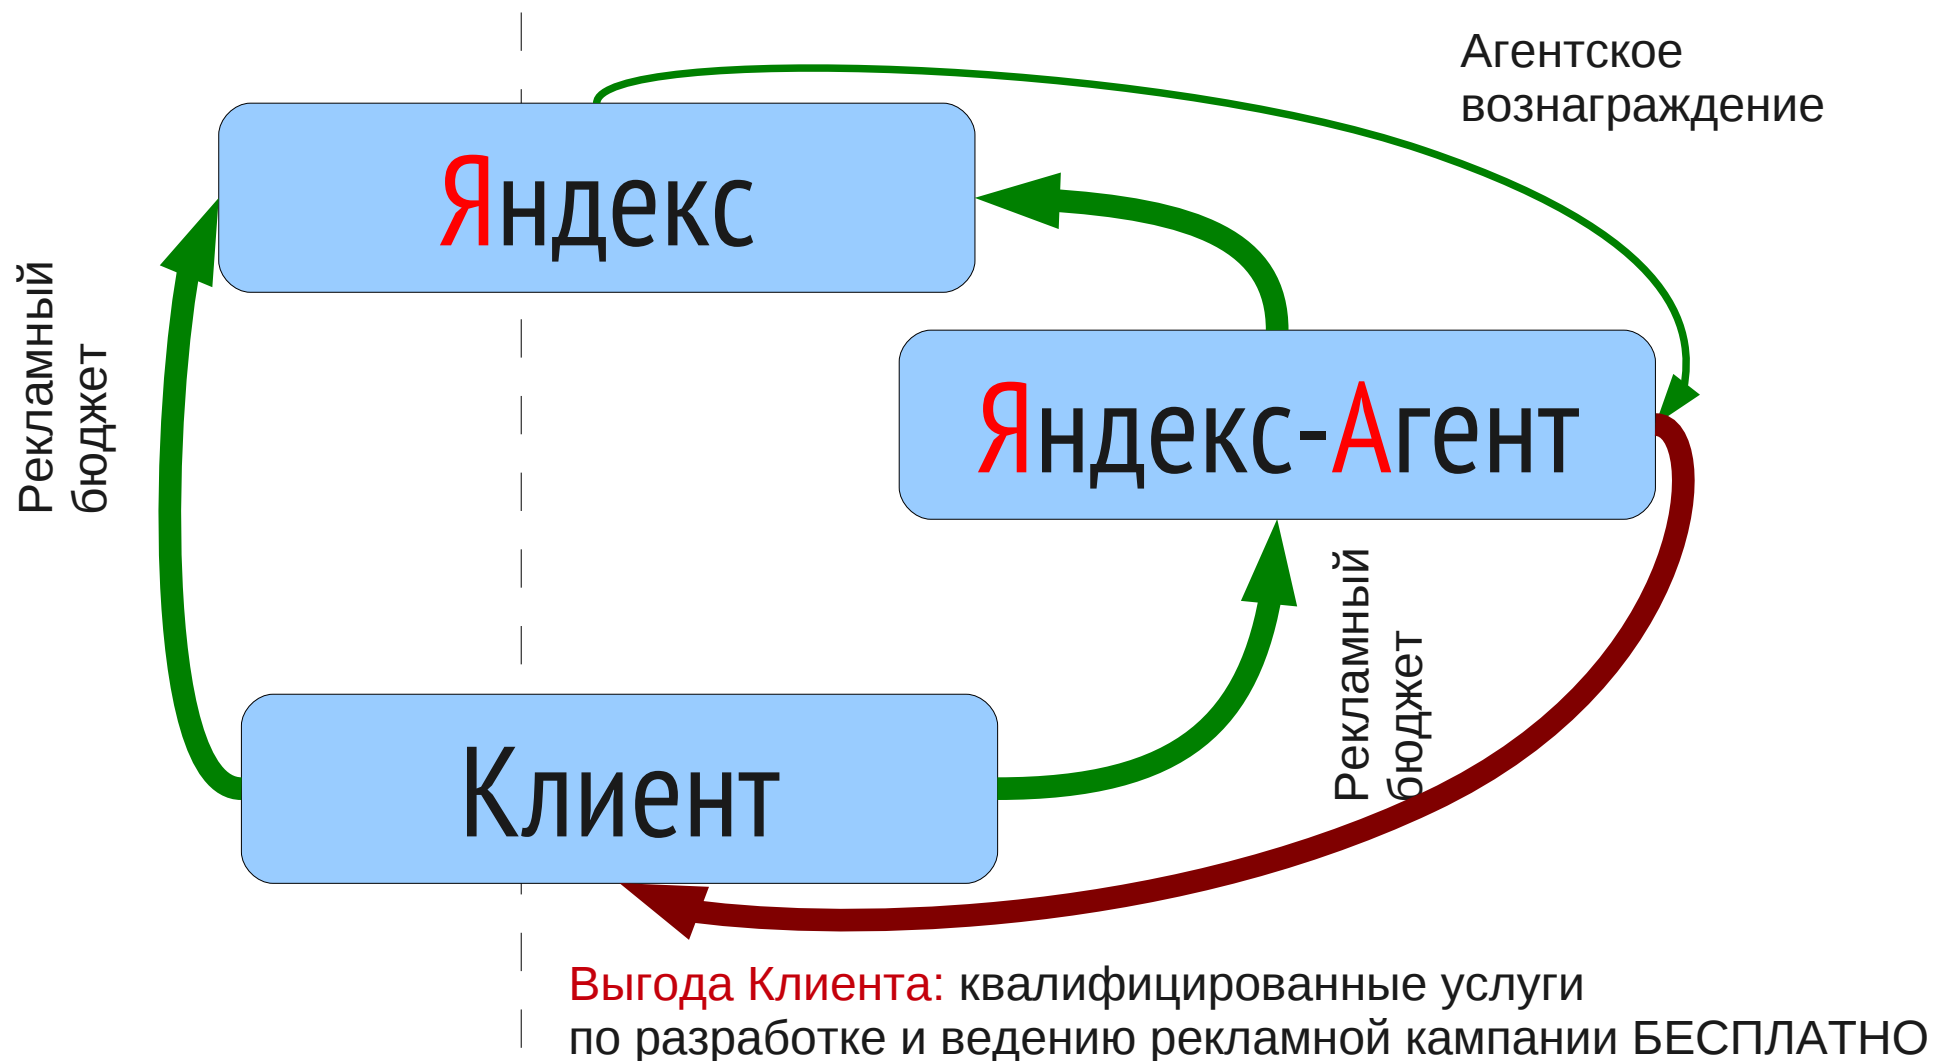 Агентское
вознаграждение
Яндекс
Рекламный
бюджет
Яндекс-Агент
Рекламный
бюджет
Клиент
Выгода Клиента: квалифицированные услуги
по разработке и ведению рекламной кампании БЕСПЛАТНО